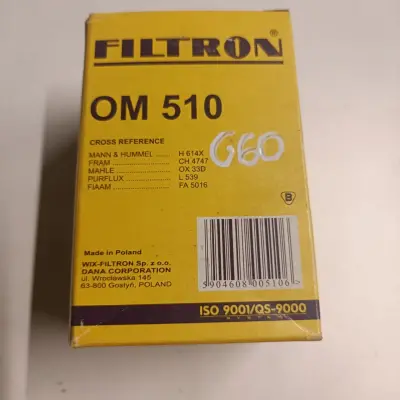 FILTRON
OM 510
CROSS REFERENCE
MANN & HUMMEL ...... H 614X
FRAM ...................... CH 4747
MAHLE .................... OX 33D
PURFLUX ................ L 539
FIAAM ..................... FA 5016
660
B
Made in Poland
WIX-FILTRON Sp. z o.o.
DANA CORPORATION
ul. Wrocławska 145
63-800 Gostyń, POLAND
5904608005106
ISO 9001/QS-9000
SYSTEM